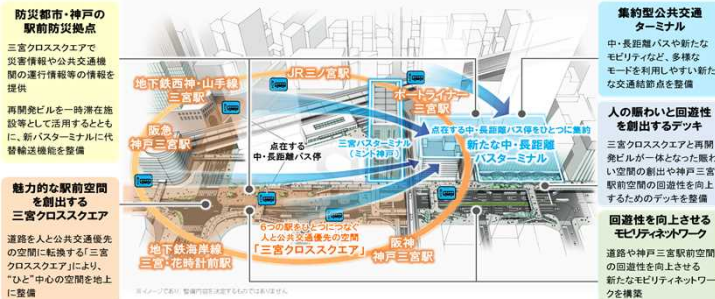 防災都市・神戸の
駅前防災拠点
三宮クロススクエアで
災害情報や公共交通機
関の運行情報等の情報を
提供
再開発ビルを一時滞在施
設等として活用するととも
に、新バスターミナルに代
替輸送機能を整備
魅力的な駅前空間
を創出する
三宮クロススクエア
道路を人と公共交通優先
の空間に転換する「三宮
クロススクエア」により、
"ひと"中心の空間を地上
に整備
地下鉄西神・山手線
三宮駅
JR三ノ宮駅
ポートライナー
三宮駅
阪急
神戸三宮駅
点在する
中・長距離バス停
三宮バスターミナル
(ミント神戸)
点在する中・長距離バス停をひとつに集約
新たな中・長距離
バスターミナル
地下鉄海岸線
三宮・花時計前駅
6つの駅をひとつにつなぐ
人と公共交通優先の空間
「三宮クロススクエア」
阪神
神戸三宮駅
※イメージであり、整備内容を決定するものではありません
集約型公共交通
ターミナル
中・長距離バスや新たな
モビリティなど、多様な
モードを利用しやすい新た
な交通結節点を整備
人の賑わいと回遊性
を創出するデッキ
三宮クロススクエアと再開
発ビルが一体となった賑わ
い空間の創出や神戸三宮
駅前空間の回遊性を向上
するためのデッキを整備
回遊性を向上させる
モビリティネットワーク
道路や神戸三宮駅前空間
の回遊性を向上させる
新たなモビリティネットワー
クを構築